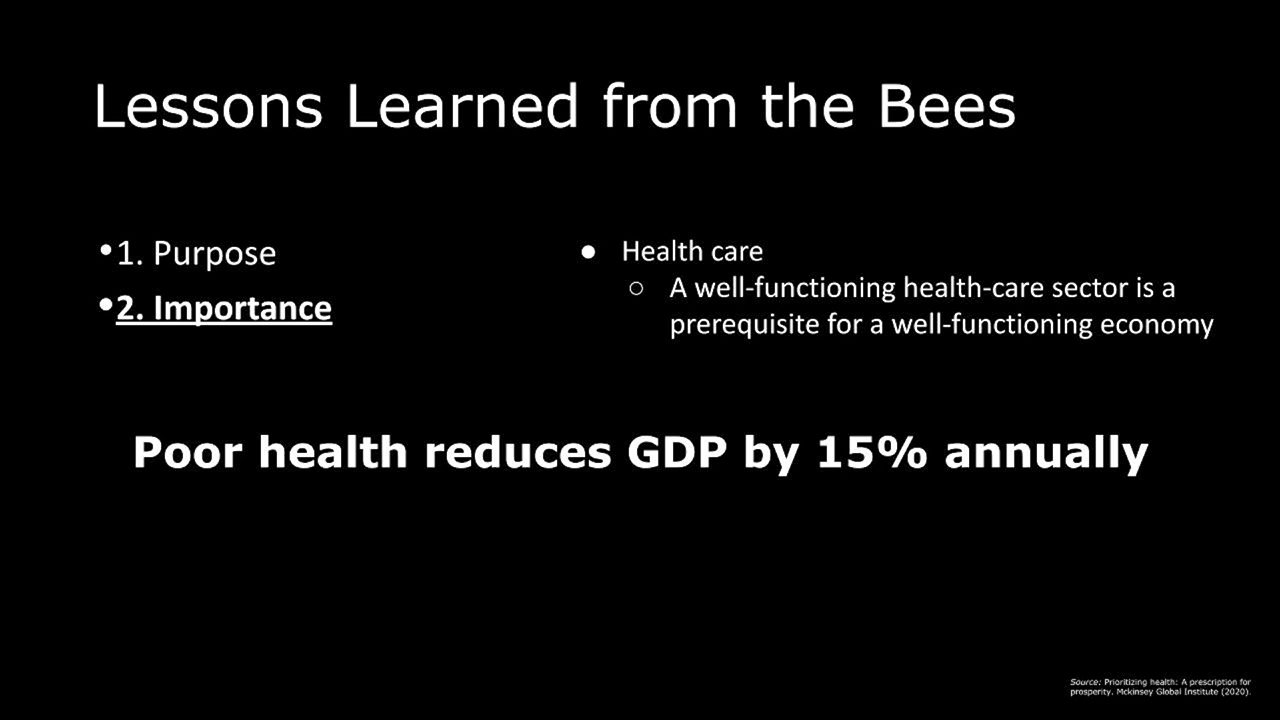 Lessons Learned from the Bees
•1. Purpose
•2. Importance
● Health care
○ A well-functioning health-care sector is a
prerequisite for a well-functioning economy
Poor health reduces GDP by 15% annually
Source: Prioritizing health: A prescription for
prosperity. Mckinsey Global Institute (2020).